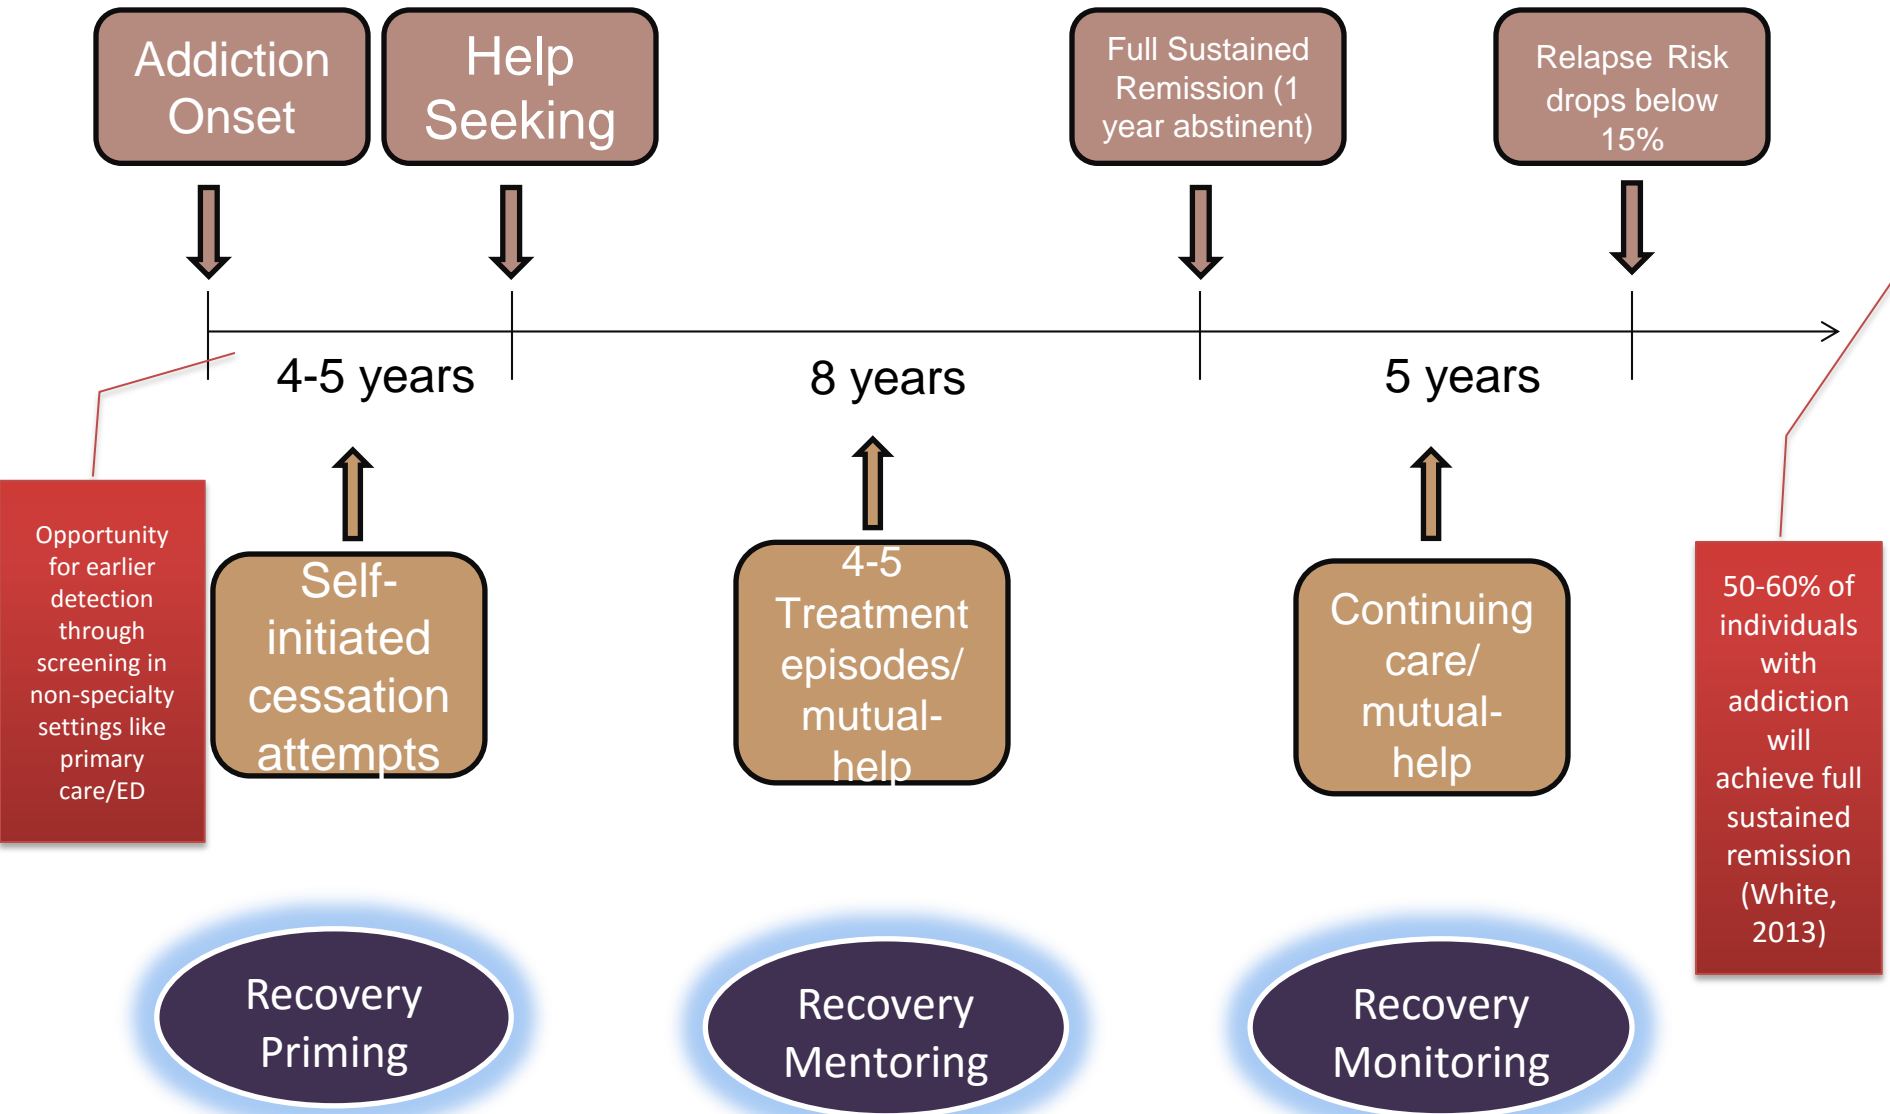 Addiction
Onset
Help
Seeking
Full Sustained
Remission (1
year abstinent)
Relapse Risk
drops below
15%
4-5 years
8 years
5 years
Opportunity
for earlier
detection
through
screening in
non-specialty
settings like
primary
care/ED
Self-
initiated
cessation
attempts
4-5
Treatment
episodes/
mutual-
help
Continuing
care/
mutual-
help
50-60% of
individuals
with
addiction
will
achieve full
sustained
remission
(White,
2013)
Recovery
Priming
Recovery
Mentoring
Recovery
Monitoring